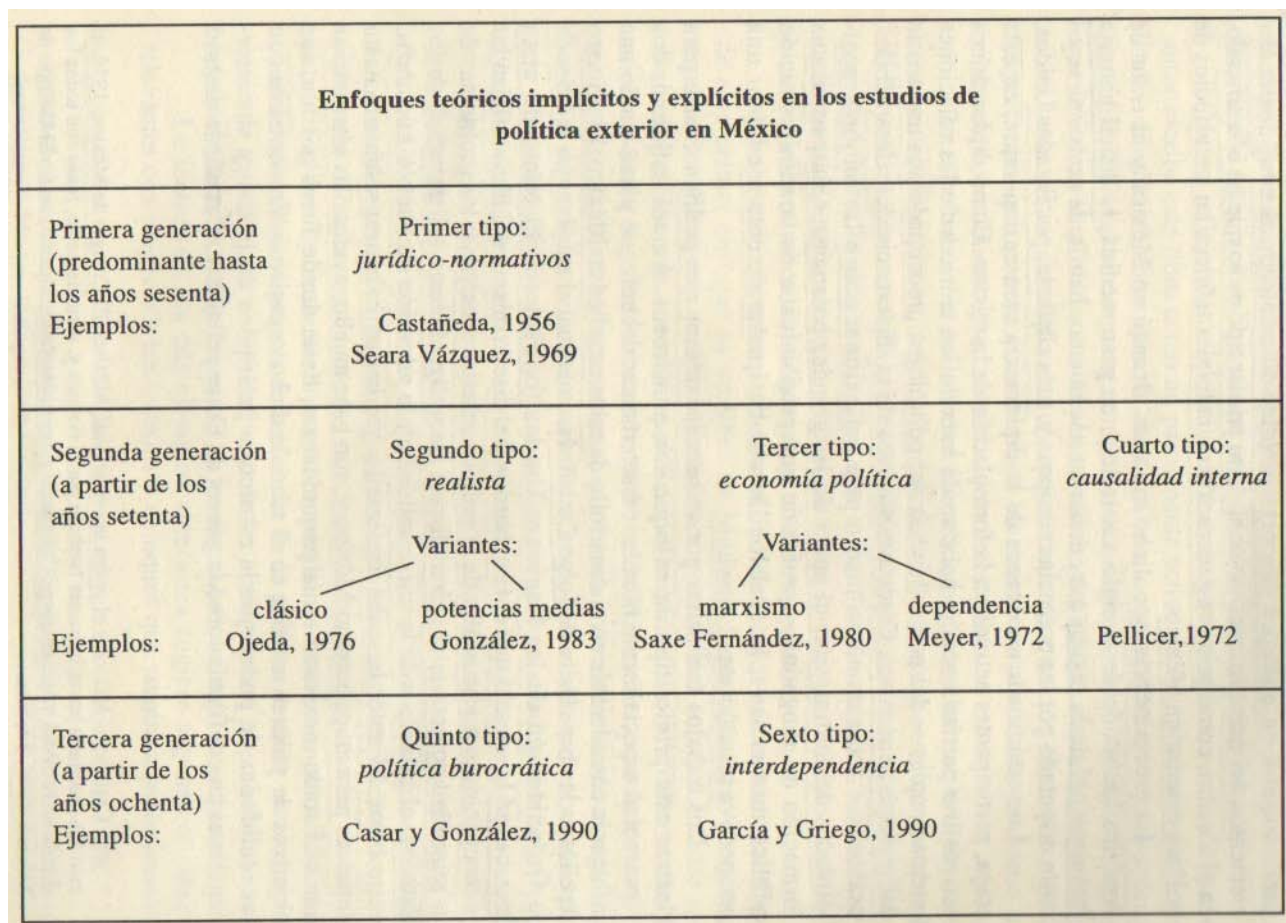 Enfoques teóricos implícitos y explícitos en los estudios de
política exterior en México
Primera generación
(predominante hasta
los años sesenta)
Ejemplos:
Primer tipo:
jurídico-normativos
Castañeda, 1956
Seara Vázquez, 1969
Segunda generación
(a partir de los
años setenta)
Segundo tipo:
realista
Tercer tipo:
economía política
Cuarto tipo:
causalidad interna
Variantes:
Variantes:
clásico
potencias medias
marxismo
dependencia
Ejemplos:
Ojeda, 1976
González, 1983
Saxe Fernández, 1980
Meyer, 1972
Pellicer,1972
Tercera generación
(a partir de los
años ochenta)
Ejemplos:
Quinto tipo:
política burocrática
Casar y González, 1990
Sexto tipo:
interdependencia
García y Griego, 1990